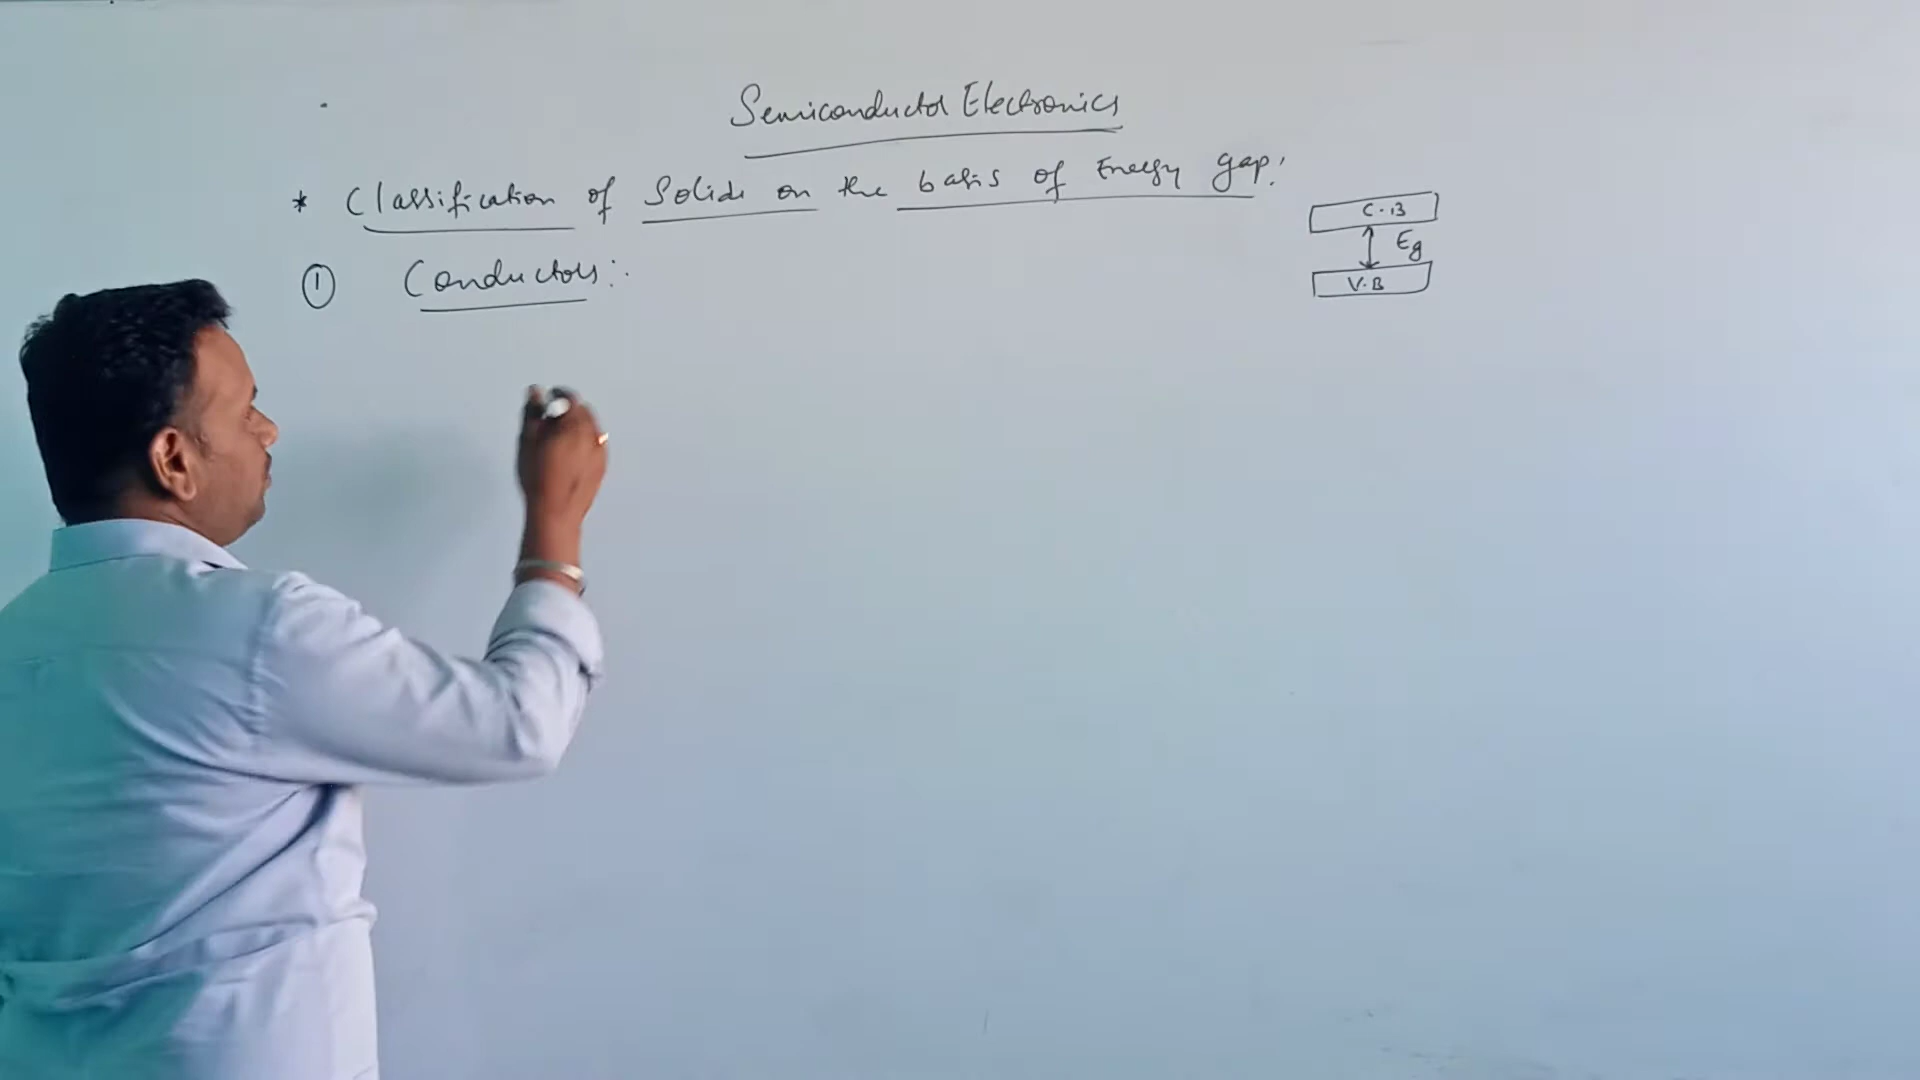 Semiconductor Electronics
* Classification of Solids on the basis of Energy gap:
① Conductors:
C.B
Eg
V.B